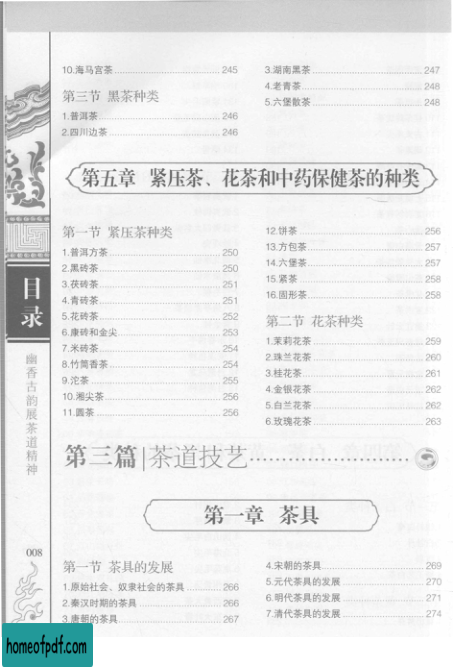 10.海马宫茶 245
第三节 黑茶种类
1.普洱茶 246
2.四川边茶 246
3.湖南黑茶 247
4.老青茶 248
5.六堡散茶 248
第五章 紧压茶、花茶和中药保健茶的种类
第一节 紧压茶种类
1.普洱方茶 250
2.黑砖茶 250
3.茯砖茶 251
4.青砖茶 251
5.花砖茶 252
6.康砖和金尖 253
7.米砖茶 254
8.竹筒香茶 254
9.沱茶 255
10.湘尖茶 256
11.圆茶 256
12.饼茶 256
13.方包茶 257
14.六堡茶 257
15.紧茶 258
16.固形茶 258
第二节 花茶种类
1.茉莉花茶 259
2.珠兰花茶 260
3.桂花茶 261
4.金银花茶 262
5.白兰花茶 262
6.玫瑰花茶 263
第三篇 茶道技艺
第一章 茶具
第一节 茶具的发展
1.原始社会、奴隶社会的茶具 266
2.秦汉时期的茶具 266
3.唐朝的茶具 267
4.宋朝的茶具 269
5.元代茶具的发展 270
6.明代茶具的发展 271
7.清代茶具的发展 274
目录
幽香古韵展茶道精神
008
homeofpdf.com